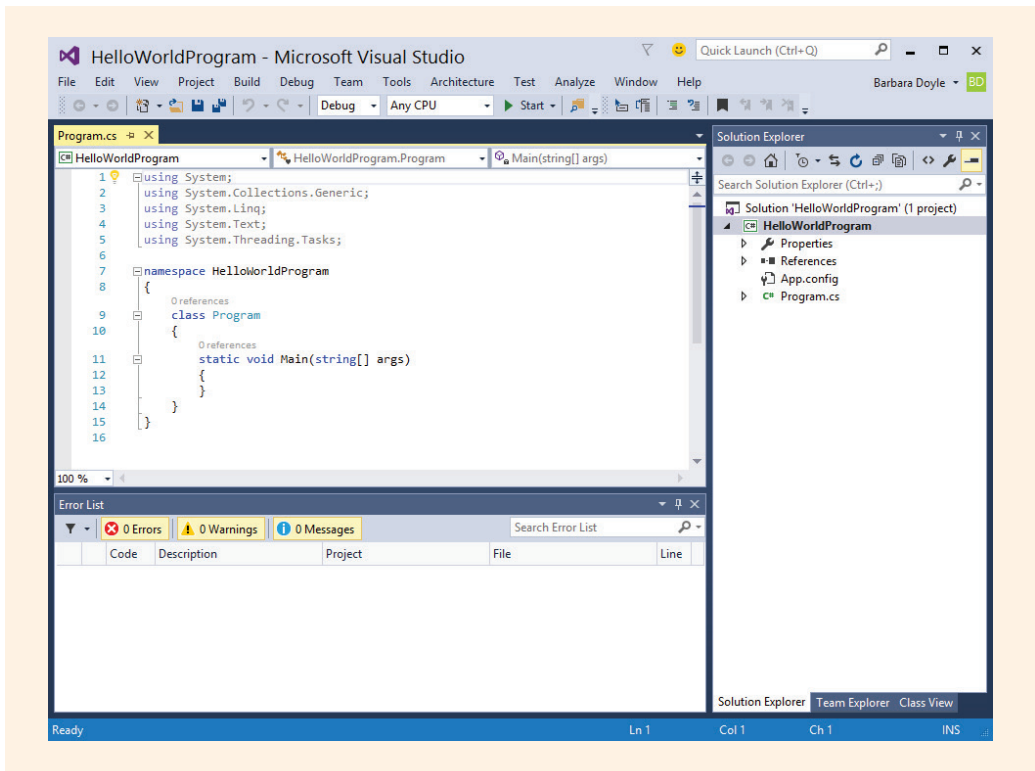 HelloWorldProgram - Microsoft Visual Studio
Quick Launch (Ctrl+Q)
File Edit View Project Build Debug Team Tools Architecture Test Analyze Window Help
Barbara Doyle BD
Debug Any CPU Start
Program.cs
HelloWorldProgram HelloWorldProgram.Program Main(string[] args)
1 using System;
2 using System.Collections.Generic;
3 using System.Linq;
4 using System.Text;
5 using System.Threading.Tasks;
6
7 namespace HelloWorldProgram
8 {
0 references
9 class Program
10 {
0 references
11 static void Main(string[] args)
12 {
13 }
14 }
15 }
16
100 %
Error List
0 Errors 0 Warnings 0 Messages
Search Error List
Code Description Project File Line
Solution Explorer
Search Solution Explorer (Ctrl+;)
Solution 'HelloWorldProgram' (1 project)
C# HelloWorldProgram
Properties
References
App.config
C# Program.cs
Solution Explorer Team Explorer Class View
Ready Ln 1 Col 1 Ch 1 INS